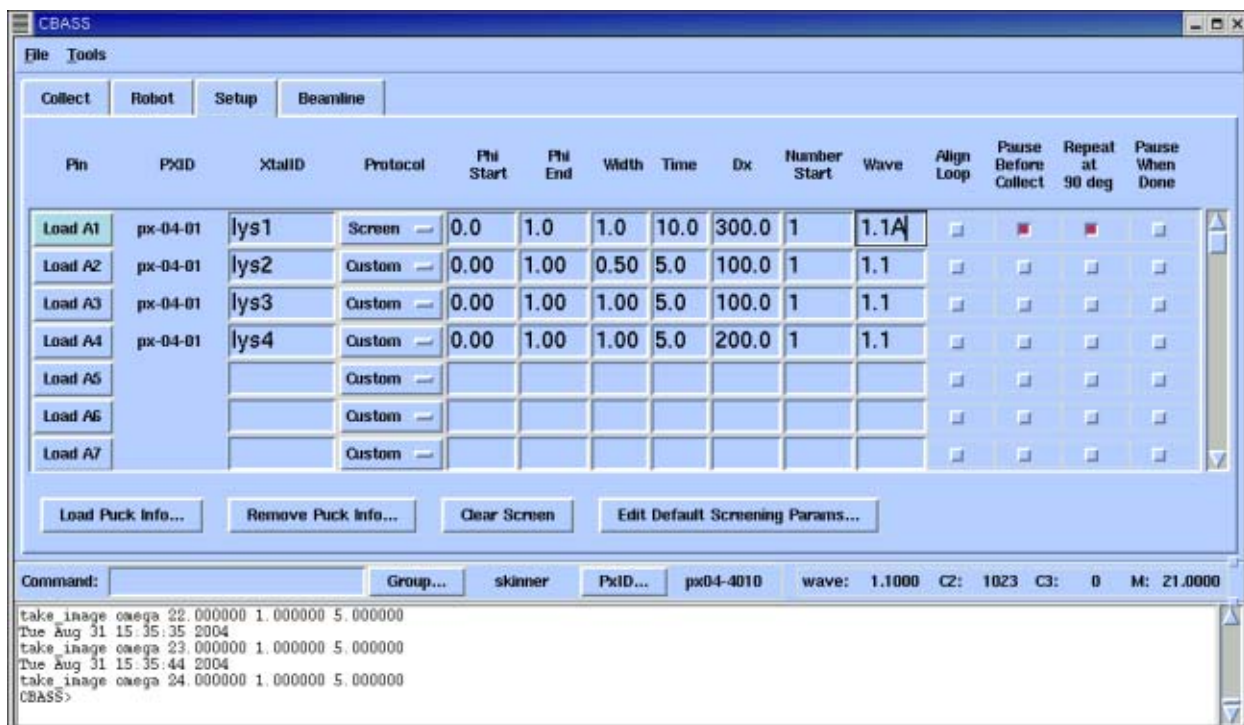 CBASS
File Tools
Collect Robot Setup Beamline
Pin PXID XtalID Protocol Phi Start Phi End Width Time Dx Number Start Wave Align Loop Pause Before Collect Repeat at 90 deg Pause When Done
Load A1 px-04-01 lys1 Screen 0.0 1.0 1.0 10.0 300.0 1 1.1A
Load A2 px-04-01 lys2 Custom 0.00 1.00 0.50 5.0 100.0 1 1.1
Load A3 px-04-01 lys3 Custom 0.00 1.00 1.00 5.0 100.0 1 1.1
Load A4 px-04-01 lys4 Custom 0.00 1.00 1.00 5.0 200.0 1 1.1
Load A5 Custom
Load A6 Custom
Load A7 Custom
Load Puck Info... Remove Puck Info... Clear Screen Edit Default Screening Params...
Command: Group... skinner PxID... px04-4010 wave: 1.1000 C2: 1023 C3: 0 M: 21.0000
take_image omega 22.000000 1.000000 5.000000
Tue Aug 31 15:35:35 2004
take_image omega 23.000000 1.000000 5.000000
Tue Aug 31 15:35:44 2004
take_image omega 24.000000 1.000000 5.000000
CBASS>